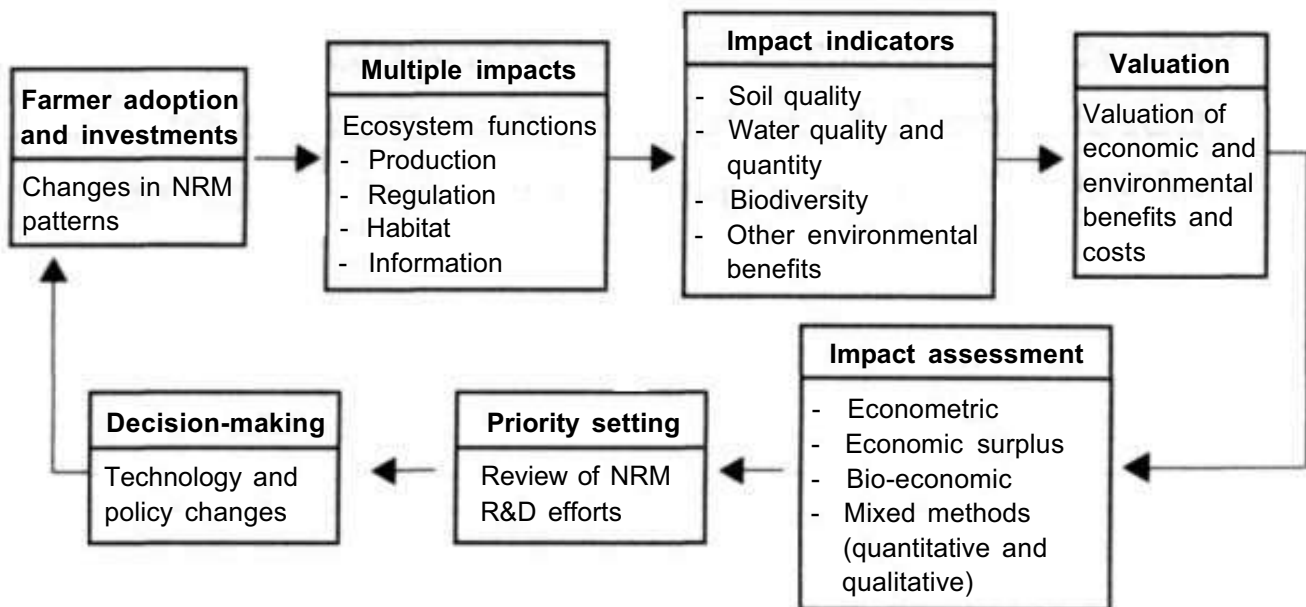 Farmer adoption
and investments
Changes in NRM
patterns
Multiple impacts
Ecosystem functions
- Production
- Regulation
- Habitat
- Information
Impact indicators
- Soil quality
- Water quality and
quantity
- Biodiversity
- Other environmental
benefits
Valuation
Valuation of
economic and
environmental
benefits and
costs
Impact assessment
- Econometric
- Economic surplus
- Bio-economic
- Mixed methods
(quantitative and
qualitative)
Priority setting
Review of NRM
R&D efforts
Decision-making
Technology and
policy changes